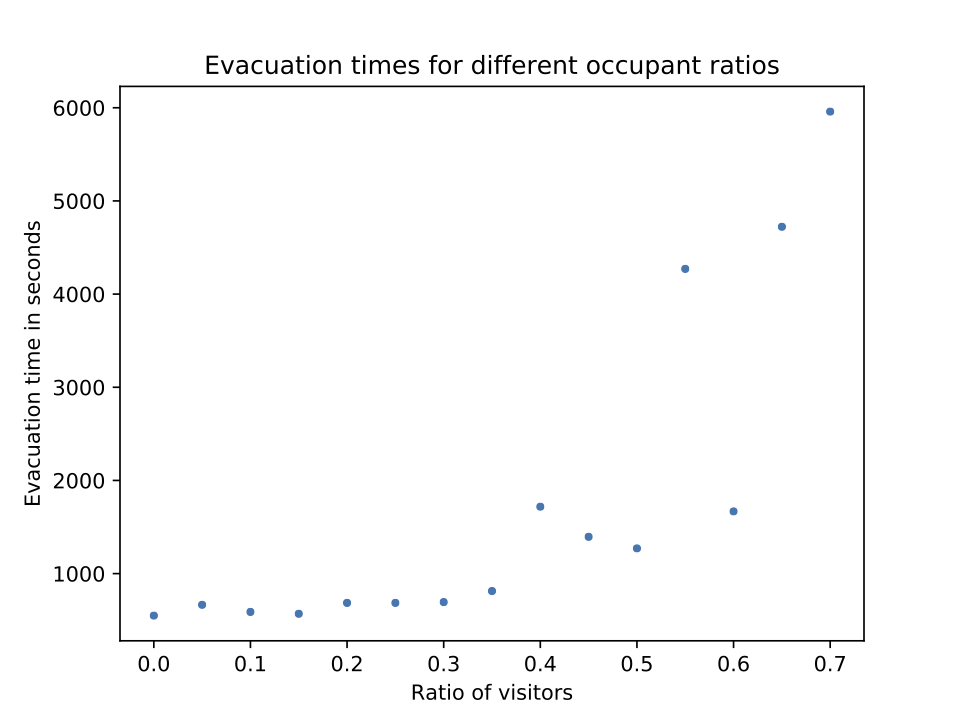 Evacuation times for different occupant ratios
6000
5000
4000
3000
2000
1000
Evacuation time in seconds
0.0 0.1 0.2 0.3 0.4 0.5 0.6 0.7
Ratio of visitors